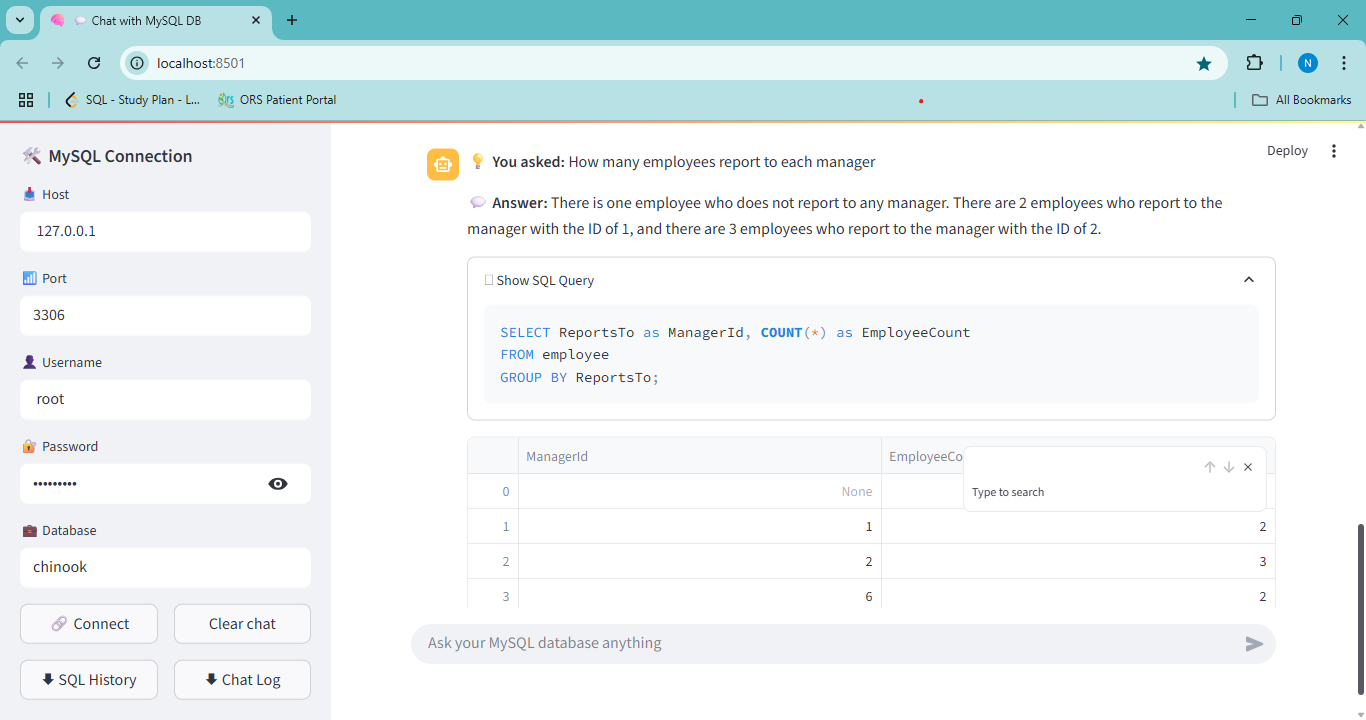 Chat with MySQL DB
localhost:8501
N
SQL - Study Plan - L...
ORS Patient Portal
All Bookmarks
MySQL Connection
Host
127.0.0.1
Port
3306
Username
root
Password
•••••••••
Database
chinook
Connect
Clear chat
SQL History
Chat Log
Deploy
You asked: How many employees report to each manager
Answer: There is one employee who does not report to any manager. There are 2 employees who report to the
manager with the ID of 1, and there are 3 employees who report to the manager with the ID of 2.
Show SQL Query
SELECT ReportsTo as ManagerId, COUNT(*) as EmployeeCount
FROM employee
GROUP BY ReportsTo;
ManagerId EmployeeCo
Type to search
0 None
1 1 2
2 2 3
3 6 2
Ask your MySQL database anything